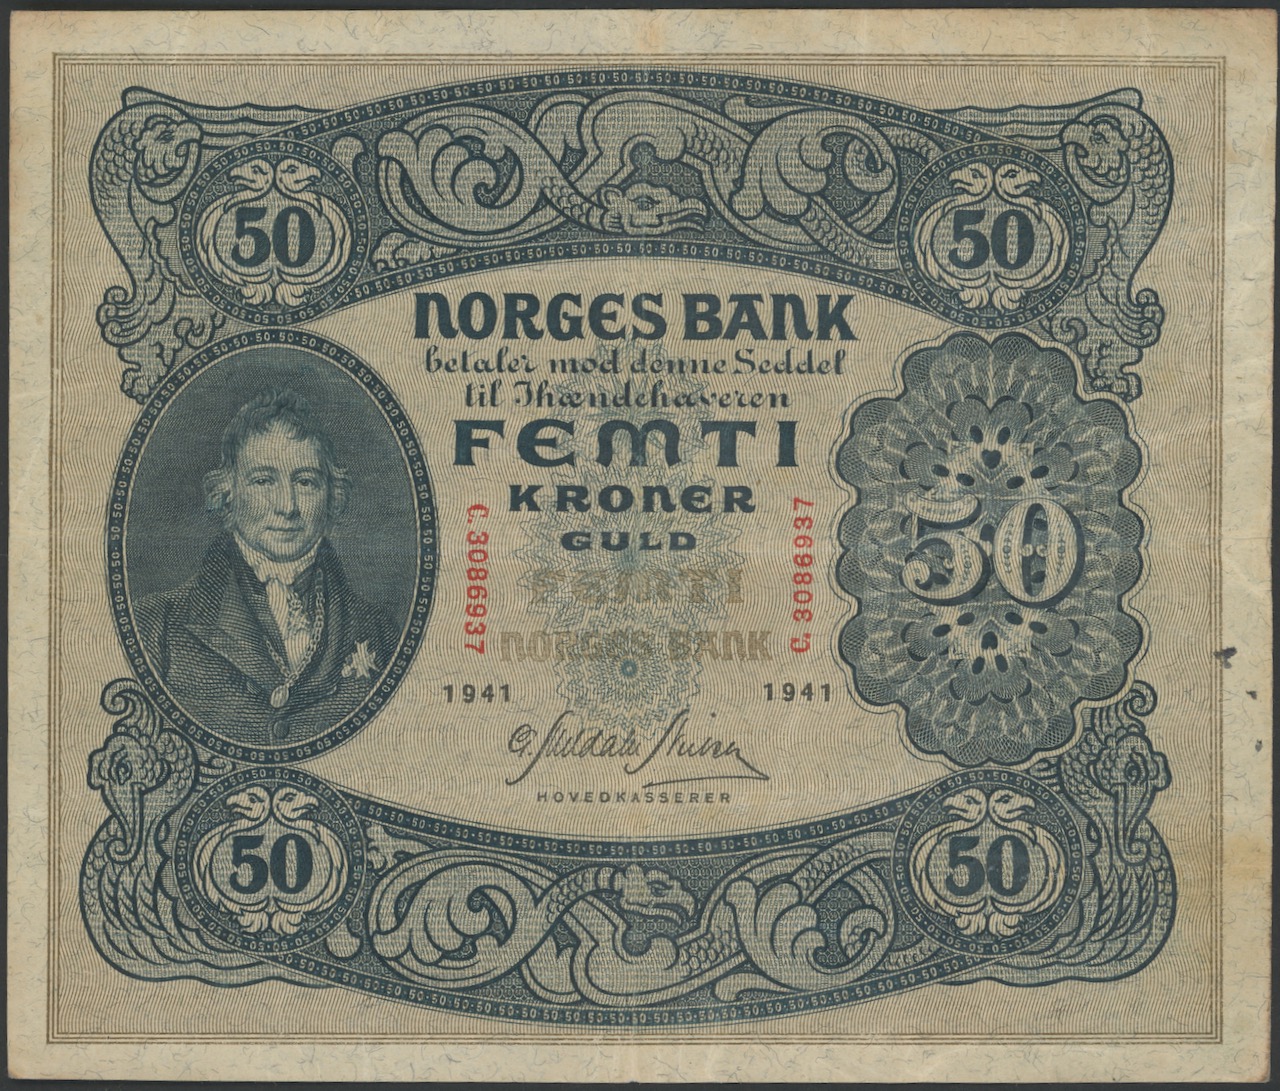 50 50
NORGES BANK
betaler mod denne Seddel
til Ihændehaveren
FEMTI
KRONER
GULD
50
C. 3086937 C. 3086937
FEMTI
NORGES BANK
1941 1941
HOVEDKASSERER
50 50